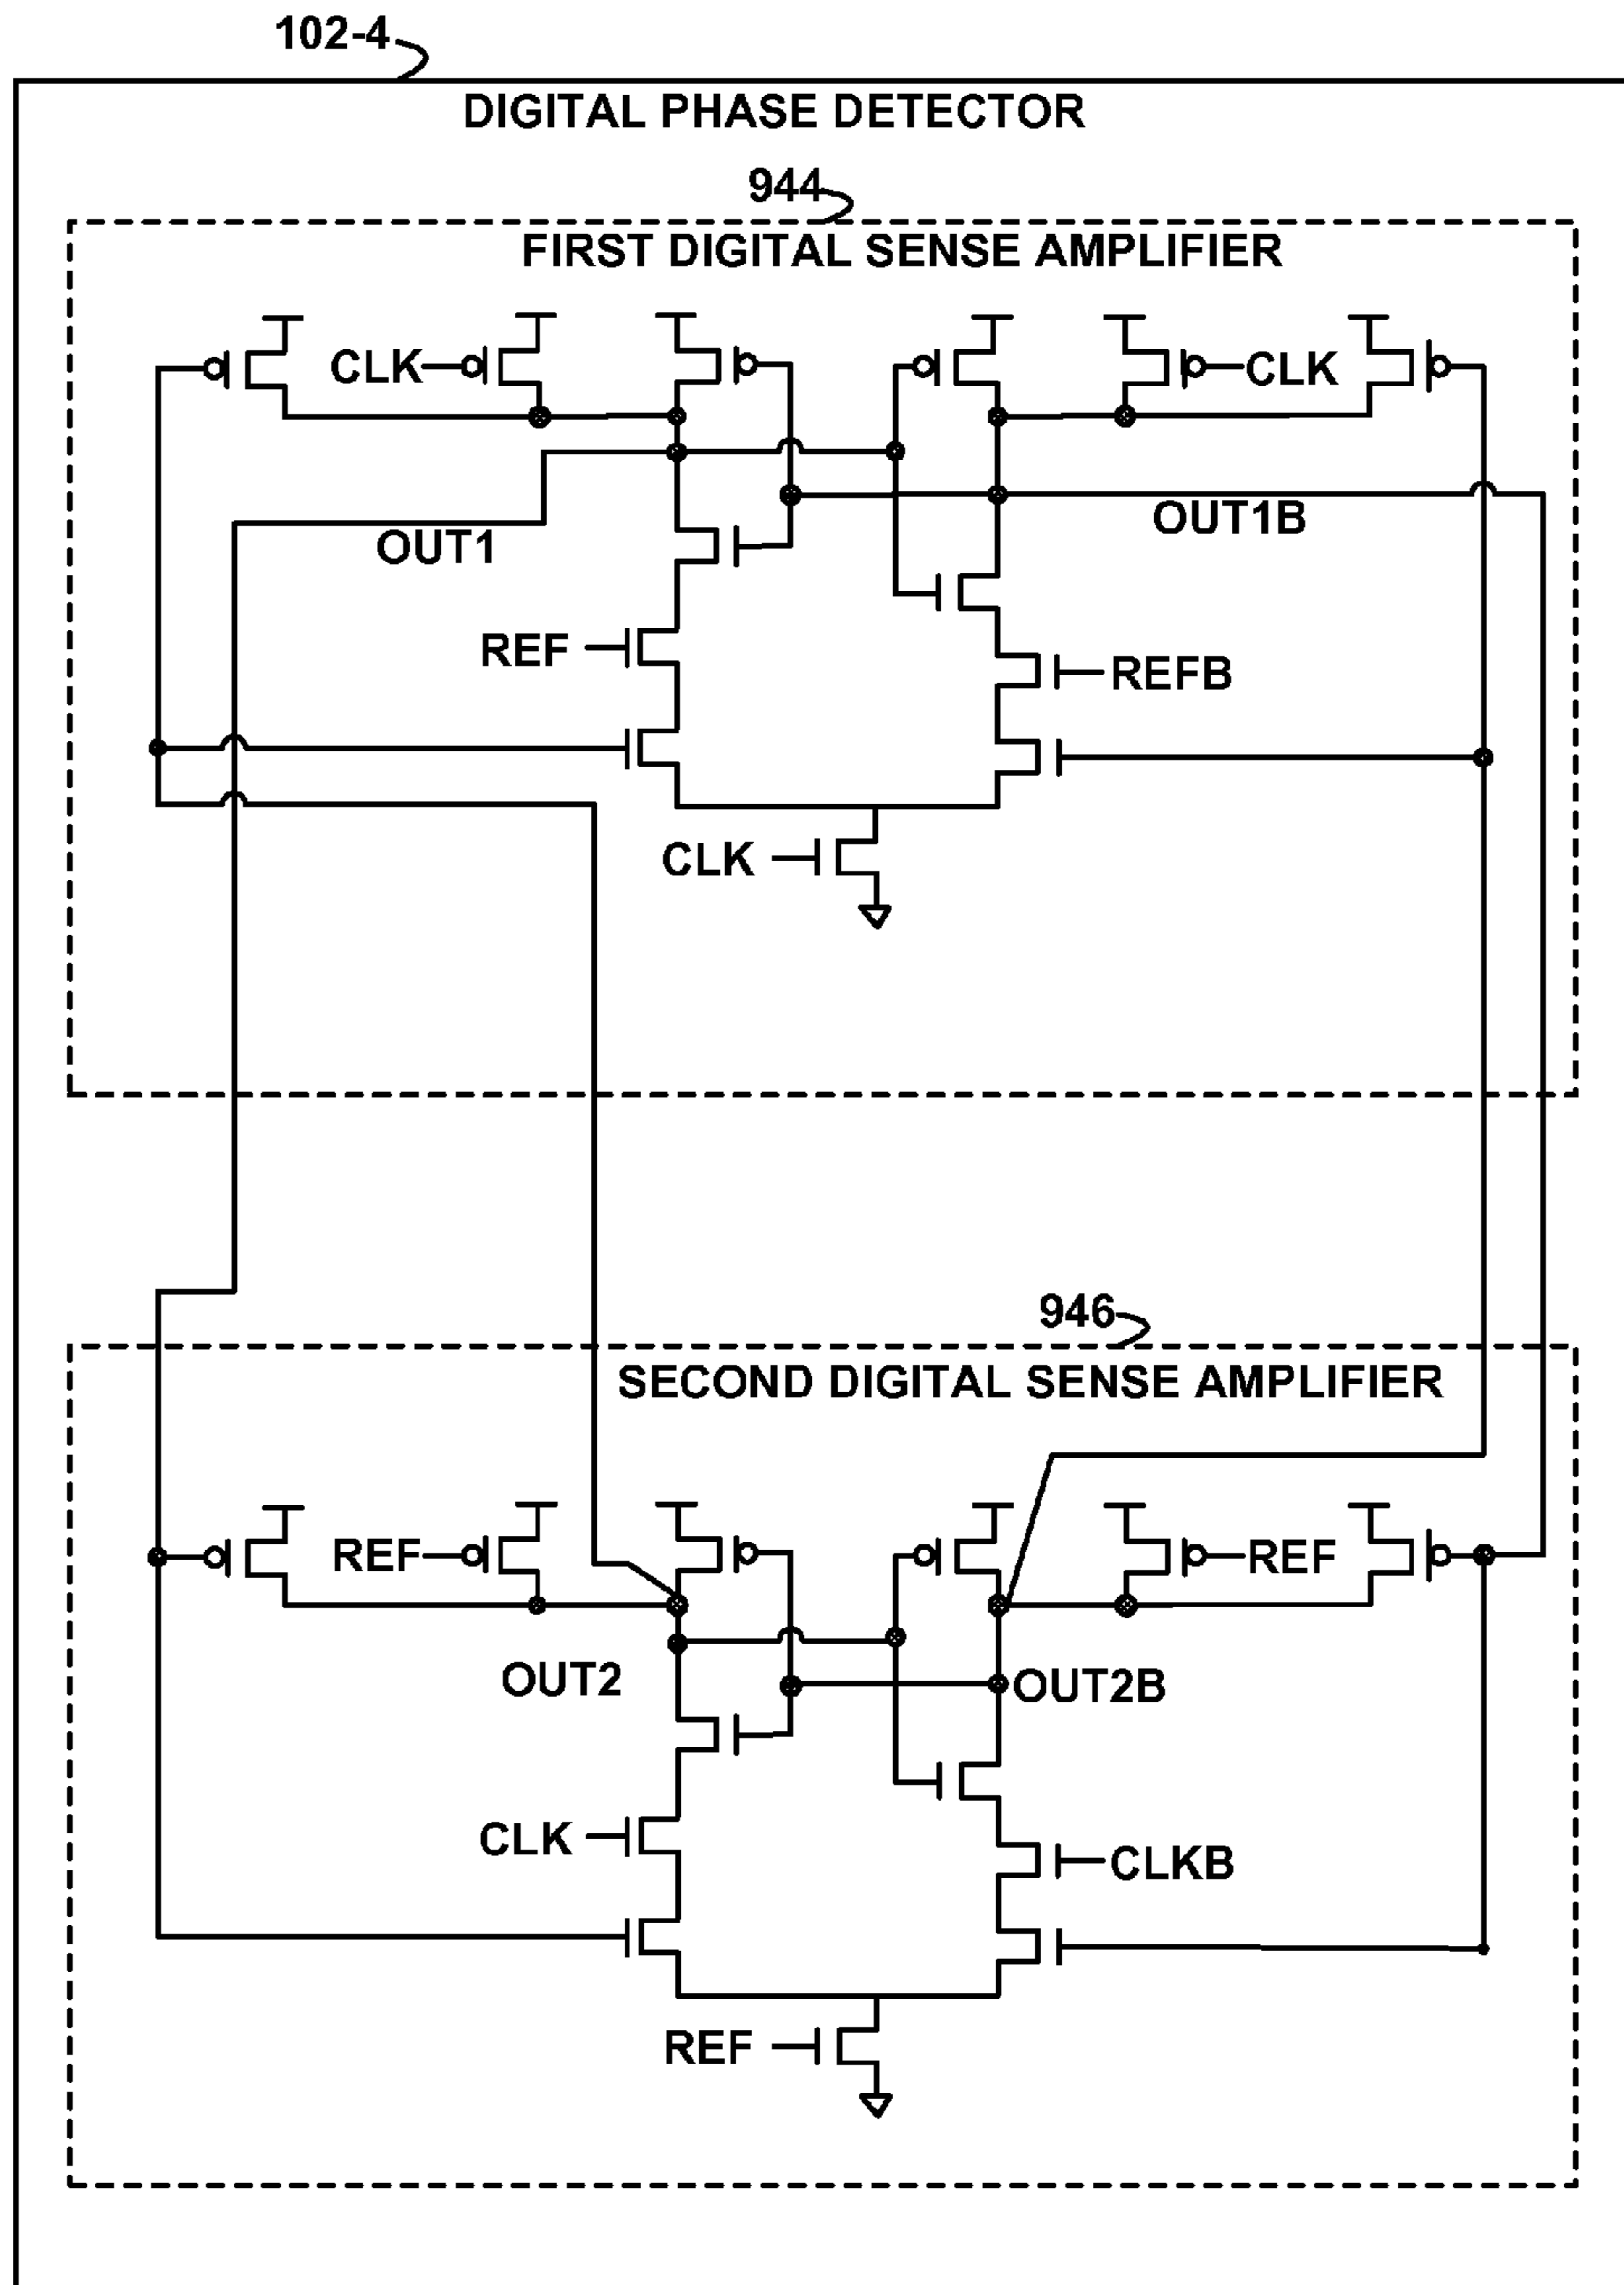 102-4
DIGITAL PHASE DETECTOR
944
FIRST DIGITAL SENSE AMPLIFIER
CLK
CLK
OUT1
OUT1B
REF
REFB
CLK
946
SECOND DIGITAL SENSE AMPLIFIER
REF
REF
OUT2
OUT2B
CLK
CLKB
REF